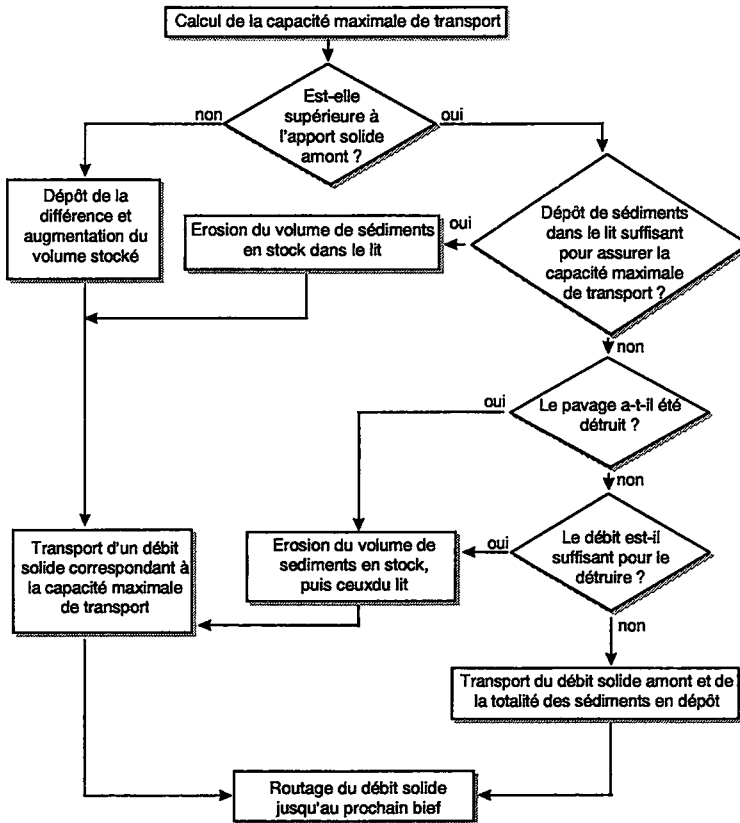 Calcul de la capacité maximale de transport
Est-elle
supérieure à
l'apport solide
amont ?
non
oui
Dépôt de la
différence et
augmentation du
volume stocké
Erosion du volume de sédiments
en stock dans le lit
oui
Dépôt de sédiments
dans le lit suffisant
pour assurer la
capacité maximale
de transport ?
non
Le pavage a-t-il été
détruit ?
oui
non
Le débit est-il
suffisant pour le
détruire ?
oui
non
Erosion du volume de
sediments en stock,
puis ceuxdu lit
Transport d'un débit
solide correspondant à
la capacité maximale
de transport
Transport du débit solide amont et de
la totalité des sédiments en dépôt
Routage du débit solide
jusqu'au prochain bief